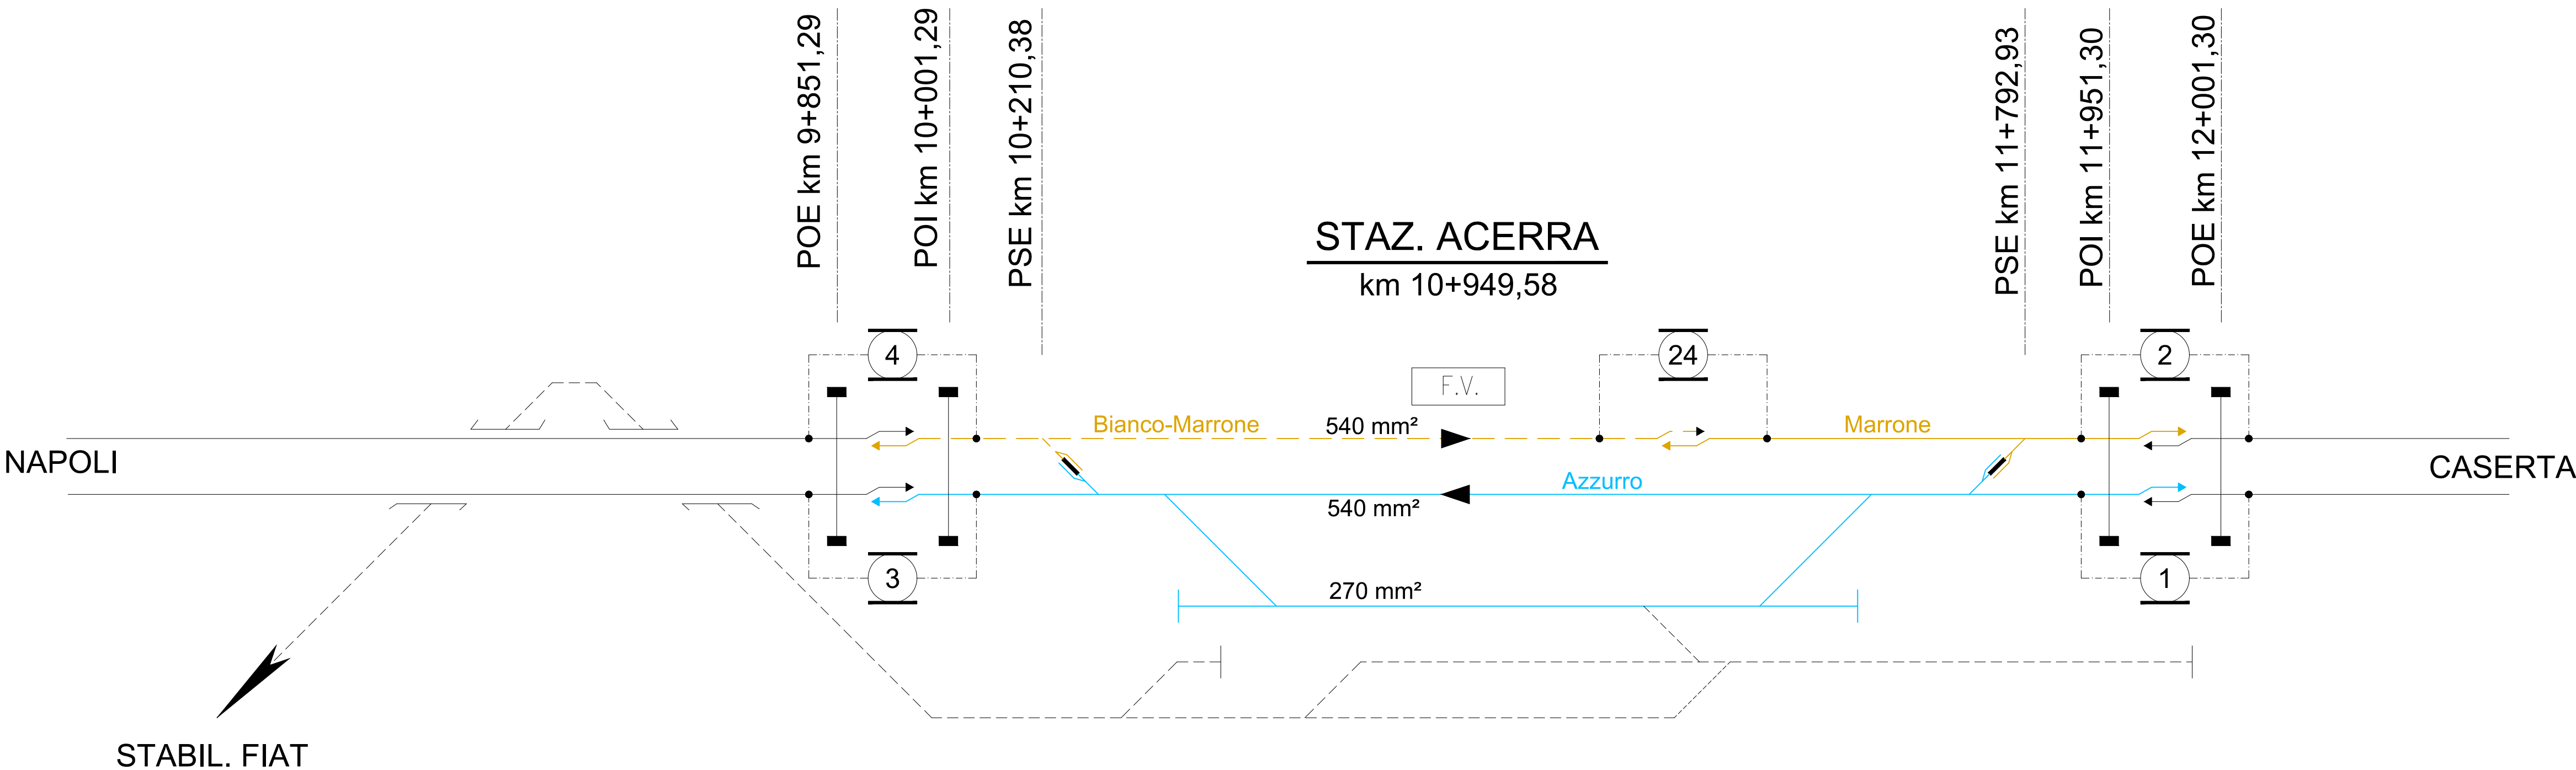 POE km 9+851,29
POI km 10+001,29
PSE km 10+210,38
PSE km 11+792,93
POI km 11+951,30
POE km 12+001,30
STAZ. ACERRA
km 10+949,58
4
24
2
F.V.
Bianco-Marrone
540 mm²
Marrone
NAPOLI
CASERTA
Azzurro
540 mm²
3
1
270 mm²
STABIL. FIAT